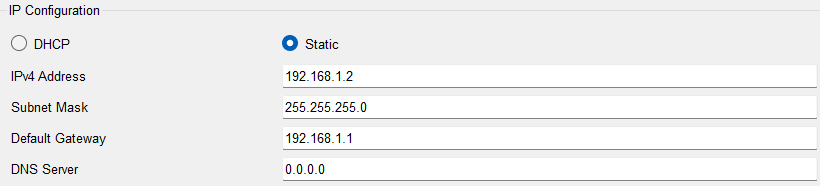 IP Configuration
DHCP Static
IPv4 Address 192.168.1.2
Subnet Mask 255.255.255.0
Default Gateway 192.168.1.1
DNS Server 0.0.0.0